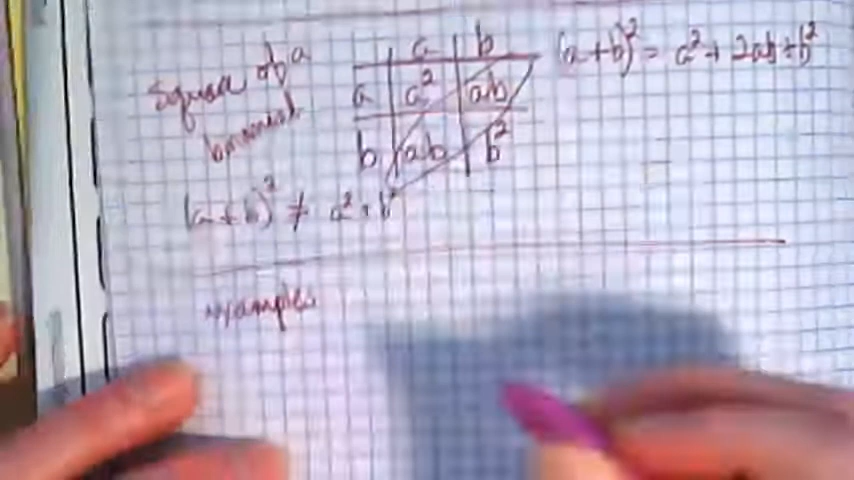 Square of a
binomial
a b
a a² ab
b ab b²
(a+b)² = a² + 2ab + b²
(a+b)² ≠ a² + b²
examples